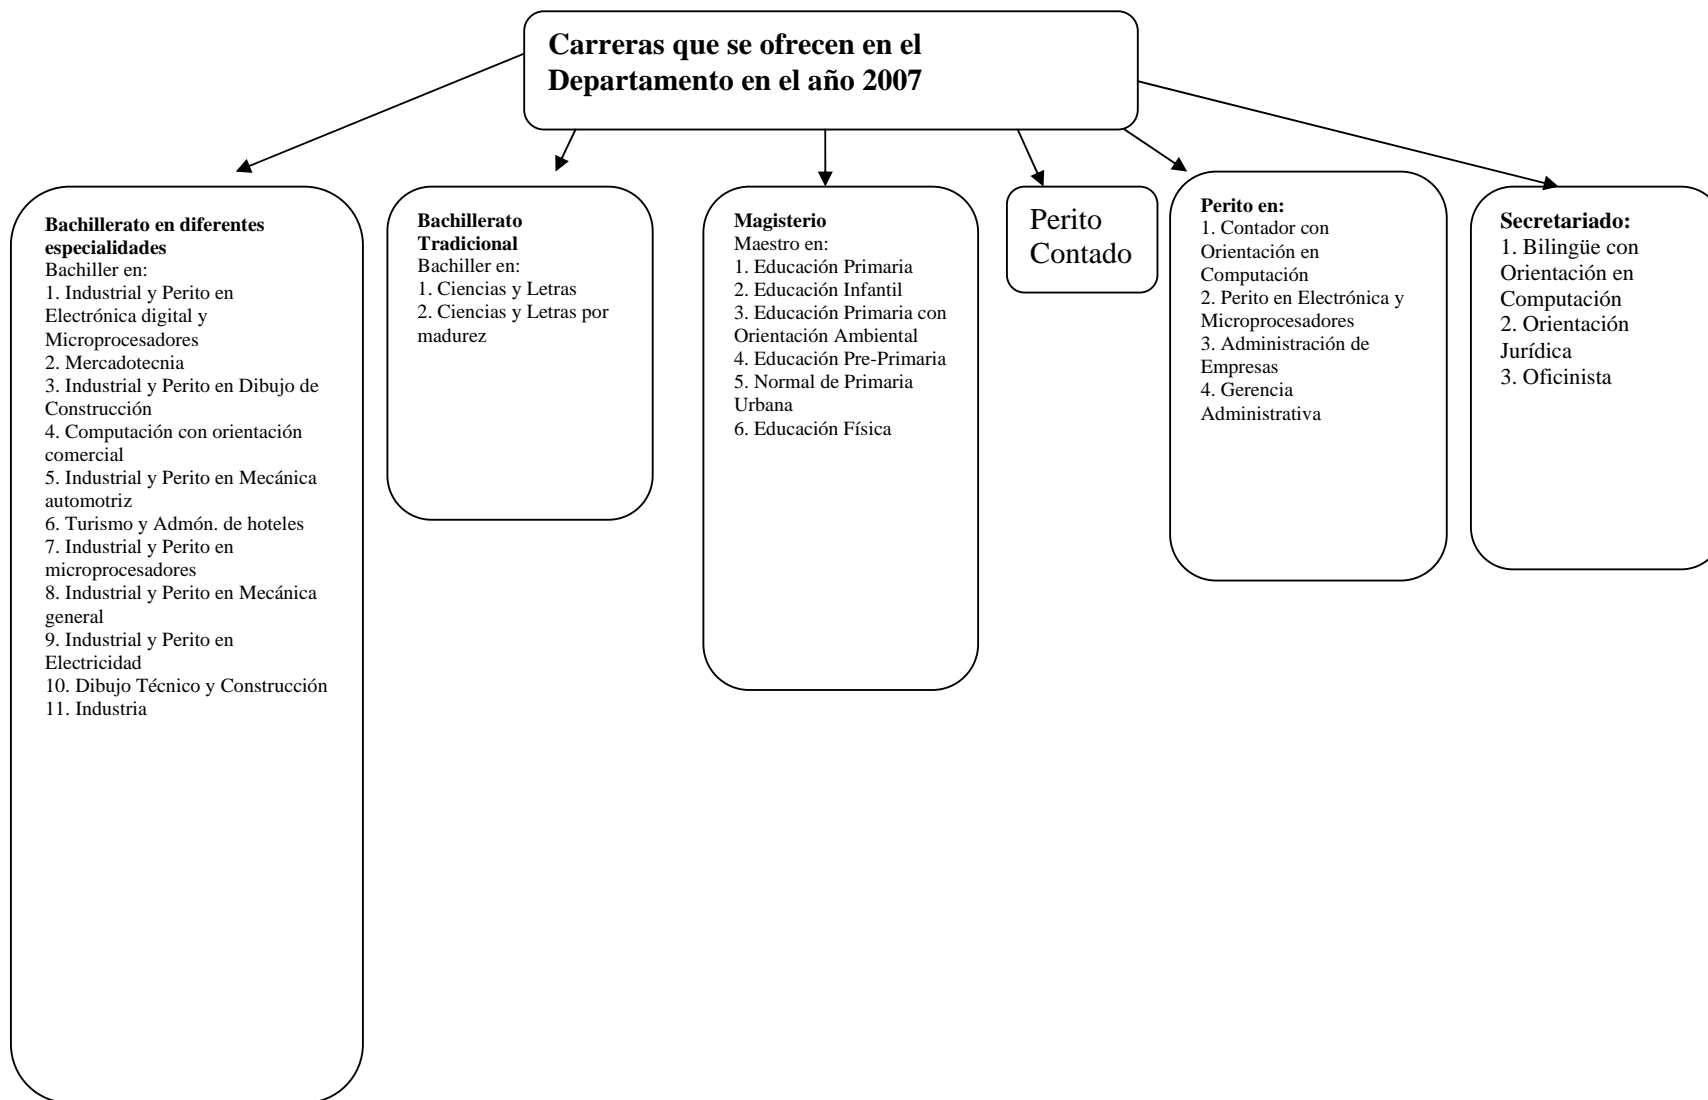 Carreras que se ofrecen en el
Departamento en el año 2007
Bachillerato en diferentes
especialidades
Bachiller en:
1. Industrial y Perito en
Electrónica digital y
Microprocesadores
2. Mercadotecnia
3. Industrial y Perito en Dibujo de
Construcción
4. Computación con orientación
comercial
5. Industrial y Perito en Mecánica
automotriz
6. Turismo y Admón. de hoteles
7. Industrial y Perito en
microprocesadores
8. Industrial y Perito en Mecánica
general
9. Industrial y Perito en
Electricidad
10. Dibujo Técnico y Construcción
11. Industria
Bachillerato
Tradicional
Bachiller en:
1. Ciencias y Letras
2. Ciencias y Letras por
madurez
Magisterio
Maestro en:
1. Educación Primaria
2. Educación Infantil
3. Educación Primaria con
Orientación Ambiental
4. Educación Pre-Primaria
5. Normal de Primaria
Urbana
6. Educación Física
Perito
Contado
Perito en:
1. Contador con
Orientación en
Computación
2. Perito en Electrónica y
Microprocesadores
3. Administración de
Empresas
4. Gerencia
Administrativa
Secretariado:
1. Bilingüe con
Orientación en
Computación
2. Orientación
Jurídica
3. Oficinista